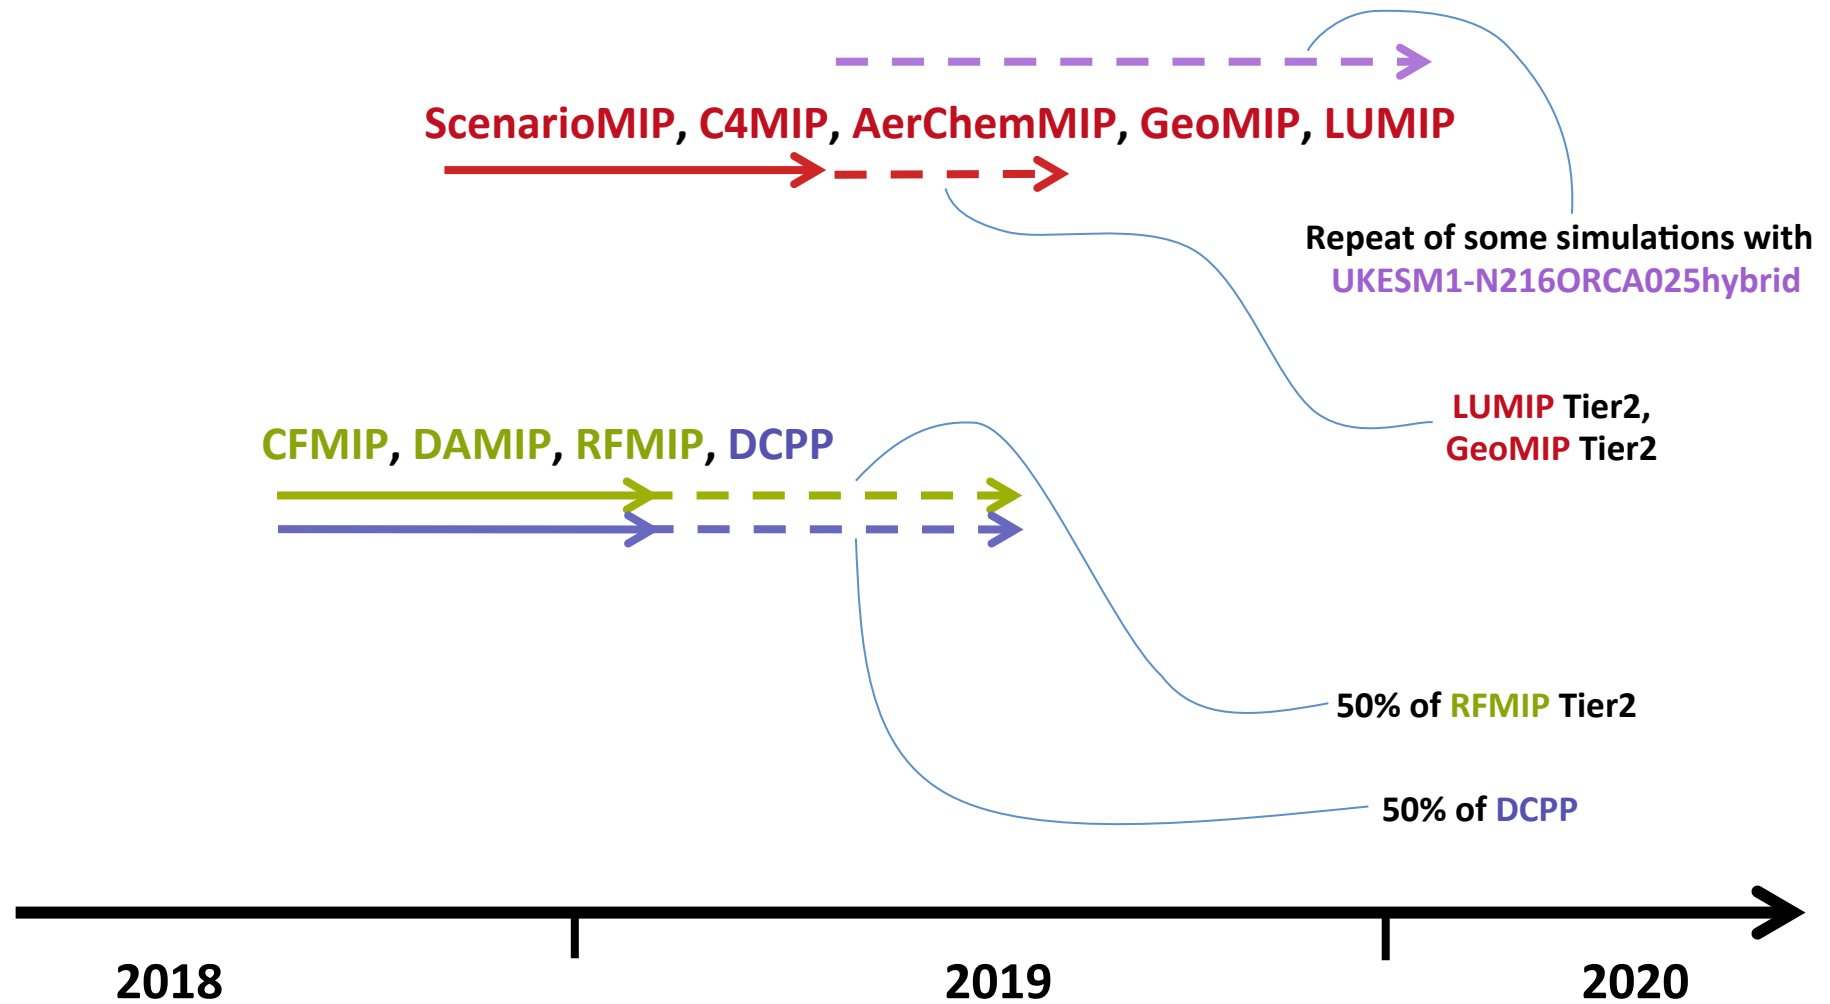 ScenarioMIP, C4MIP, AerChemMIP, GeoMIP, LUMIP
Repeat of some simulations with
UKESM1-N216ORCA025hybrid
LUMIP Tier2,
GeoMIP Tier2
CFMIP, DAMIP, RFMIP, DCPP
50% of RFMIP Tier2
50% of DCPP
2018 2019 2020